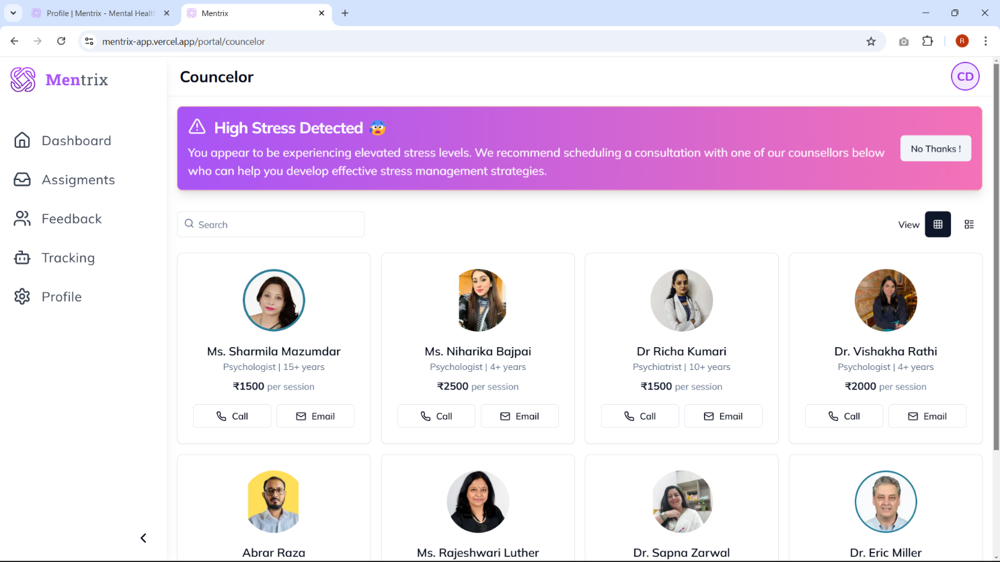 Profile | Mentrix - Mental Healt
Mentrix
mentrix-app.vercel.app/portal/councelor
R
Mentrix
Councelor
CD
Dashboard
Assigments
Feedback
Tracking
Profile
High Stress Detected 😰
You appear to be experiencing elevated stress levels. We recommend scheduling a consultation with one of our counsellors below
who can help you develop effective stress management strategies.
No Thanks !
Search
View
Ms. Sharmila Mazumdar
Psychologist | 15+ years
₹1500 per session
Call Email
Ms. Niharika Bajpai
Psychologist | 4+ years
₹2500 per session
Call Email
Dr Richa Kumari
Psychiatrist | 10+ years
₹1500 per session
Call Email
Dr. Vishakha Rathi
Psychologist | 4+ years
₹2000 per session
Call Email
Abrar Raza
Ms. Rajeshwari Luther
Dr. Sapna Zarwal
Dr. Eric Miller